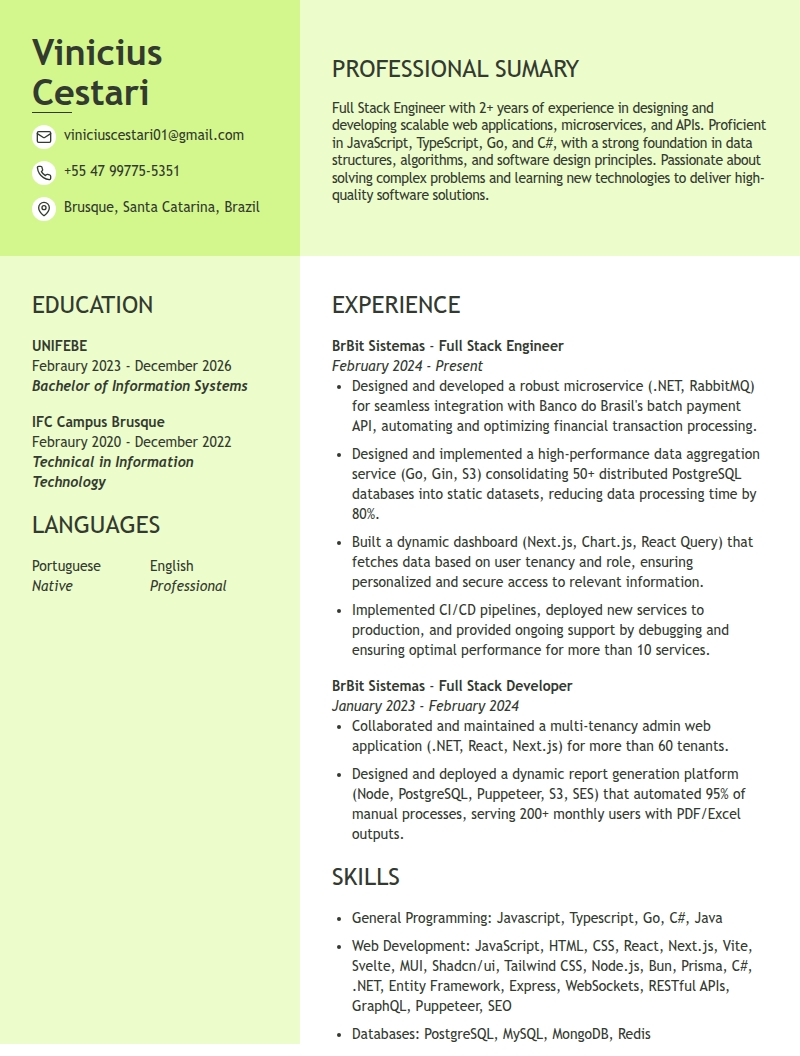 Vinicius
Cestari
viniciuscestari01@gmail.com
+55 47 99775-5351
Brusque, Santa Catarina, Brazil
PROFESSIONAL SUMARY
Full Stack Engineer with 2+ years of experience in designing and
developing scalable web applications, microservices, and APIs. Proficient
in JavaScript, TypeScript, Go, and C#, with a strong foundation in data
structures, algorithms, and software design principles. Passionate about
solving complex problems and learning new technologies to deliver high-
quality software solutions.
EDUCATION
UNIFEBE
Febraury 2023 - December 2026
Bachelor of Information Systems
IFC Campus Brusque
Febraury 2020 - December 2022
Technical in Information
Technology
LANGUAGES
Portuguese English
Native Professional
EXPERIENCE
BrBit Sistemas - Full Stack Engineer
February 2024 - Present
• Designed and developed a robust microservice (.NET, RabbitMQ)
for seamless integration with Banco do Brasil's batch payment
API, automating and optimizing financial transaction processing.
• Designed and implemented a high-performance data aggregation
service (Go, Gin, S3) consolidating 50+ distributed PostgreSQL
databases into static datasets, reducing data processing time by
80%.
• Built a dynamic dashboard (Next.js, Chart.js, React Query) that
fetches data based on user tenancy and role, ensuring
personalized and secure access to relevant information.
• Implemented CI/CD pipelines, deployed new services to
production, and provided ongoing support by debugging and
ensuring optimal performance for more than 10 services.
BrBit Sistemas - Full Stack Developer
January 2023 - February 2024
• Collaborated and maintained a multi-tenancy admin web
application (.NET, React, Next.js) for more than 60 tenants.
• Designed and deployed a dynamic report generation platform
(Node, PostgreSQL, Puppeteer, S3, SES) that automated 95% of
manual processes, serving 200+ monthly users with PDF/Excel
outputs.
SKILLS
• General Programming: Javascript, Typescript, Go, C#, Java
• Web Development: JavaScript, HTML, CSS, React, Next.js, Vite,
Svelte, MUI, Shadcn/ui, Tailwind CSS, Node.js, Bun, Prisma, C#,
.NET, Entity Framework, Express, WebSockets, RESTful APIs,
GraphQL, Puppeteer, SEO
• Databases: PostgreSQL, MySQL, MongoDB, Redis